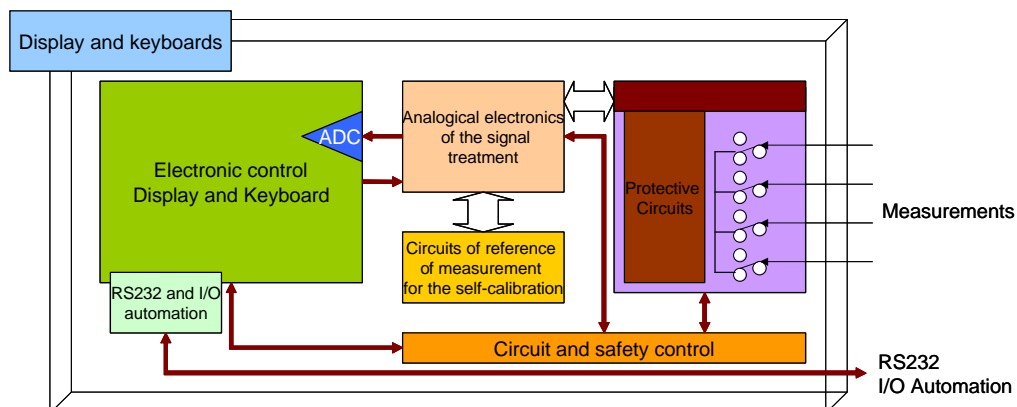 Display and keyboards
ADC
Electronic control
Display and Keyboard
Analogical electronics
of the signal
treatment
Protective
Circuits
Measurements
Circuits of reference
of measurement
for the self-calibration
RS232 and I/O
automation
Circuit and safety control
RS232
I/O Automation